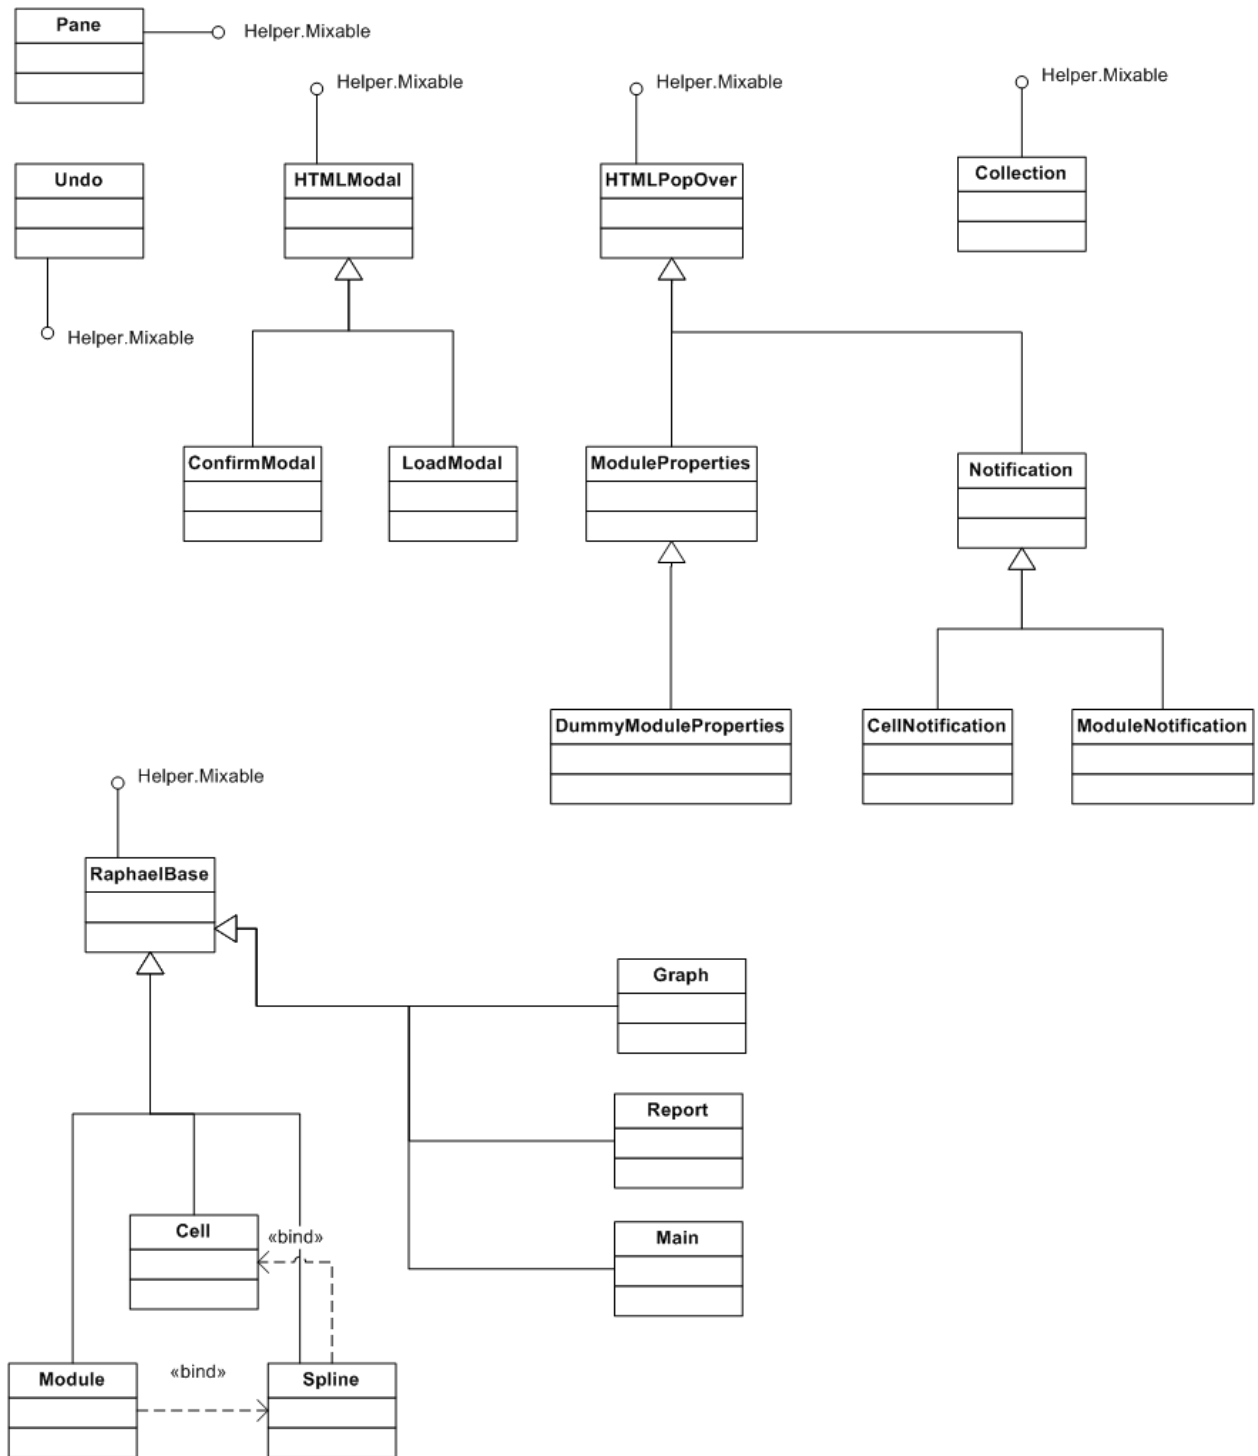 Pane
Helper.Mixable
Helper.Mixable
Helper.Mixable
Helper.Mixable
Undo
HTMLModal
HTMLPopOver
Collection
Helper.Mixable
ConfirmModal
LoadModal
ModuleProperties
Notification
DummyModuleProperties
CellNotification
ModuleNotification
Helper.Mixable
RaphaelBase
Graph
Report
Cell
«bind»
Main
Module
«bind»
Spline